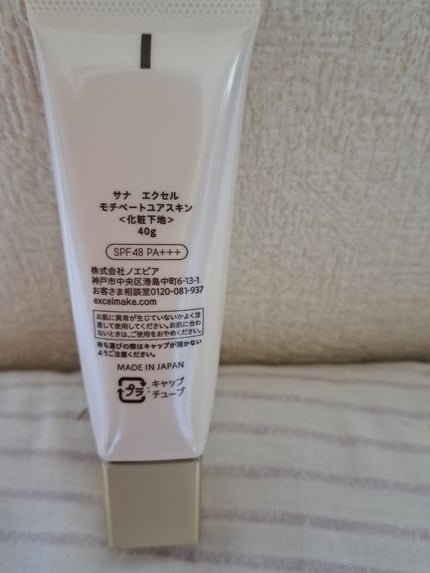 サナ エクセル
モチベートユアスキン
<化粧下地>
40g
SPF48 PA+++
株式会社ノエビア
神戸市中央区港島中町6-13-1
お客さま相談室0120-081-937
excelmake.com
お肌に異常が生じていないかよく注
意して使用してください。お肌に合わ
ないときは、ご使用をおやめください。
持ち運びの際はキャップが開かない
ようご注意ください。
MADE IN JAPAN
プラ:キャップ
チューブ